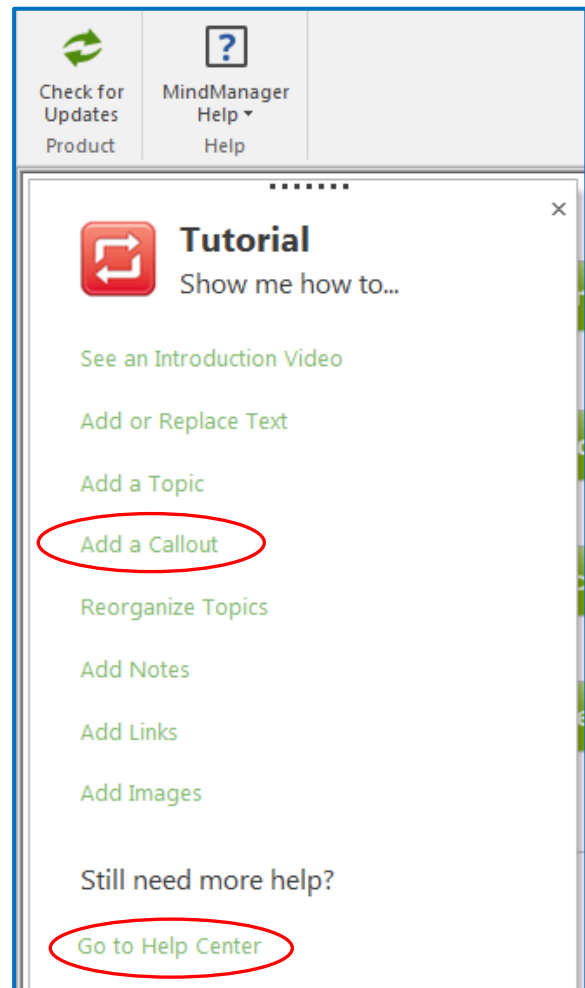 Check for
Updates
Product
MindManager
Help
Help
Tutorial
Show me how to...
See an Introduction Video
Add or Replace Text
Add a Topic
Add a Callout
Reorganize Topics
Add Notes
Add Links
Add Images
Still need more help?
Go to Help Center